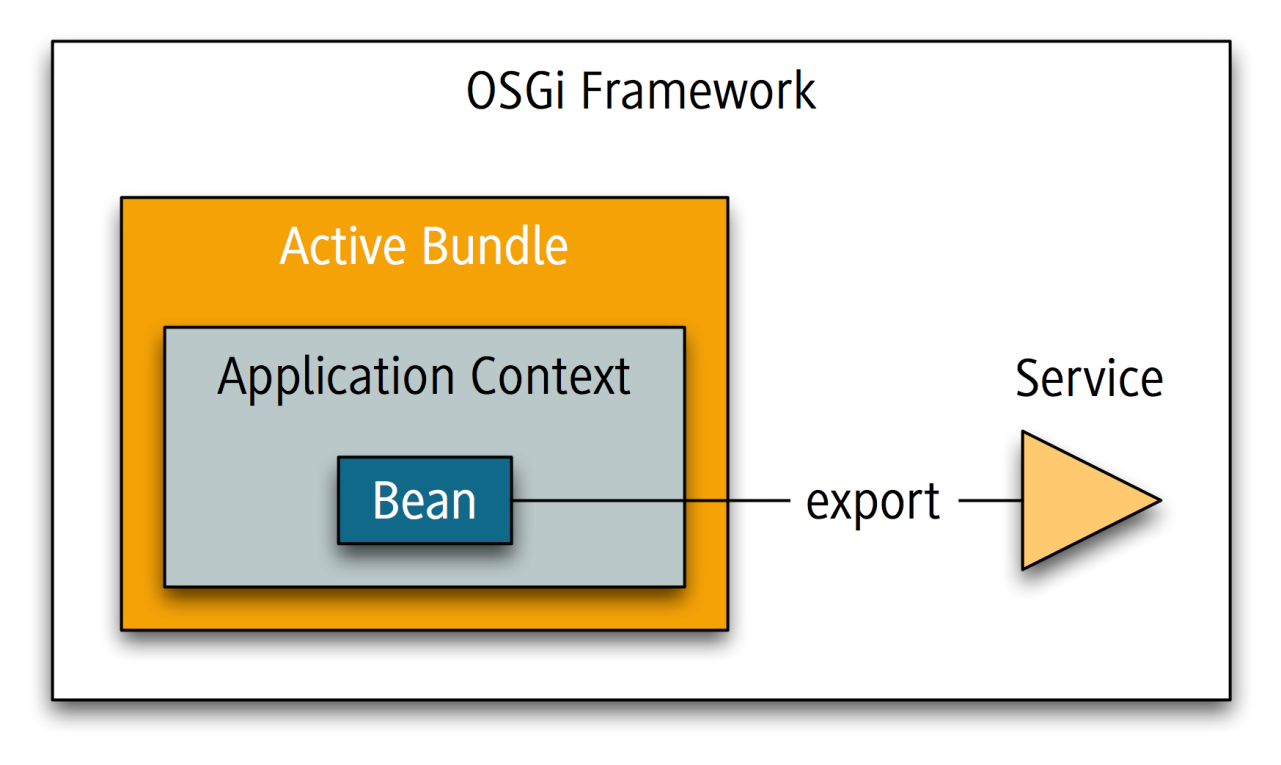 OSGi Framework
Active Bundle
Application Context
Service
Bean
export